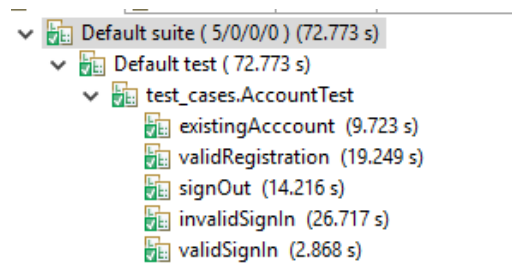 Default suite ( 5/0/0/0 ) (72.773 s)
Default test ( 72.773 s)
test_cases.AccountTest
existingAcccount (9.723 s)
validRegistration (19.249 s)
signOut (14.216 s)
invalidSignIn (26.717 s)
validSignIn (2.868 s)